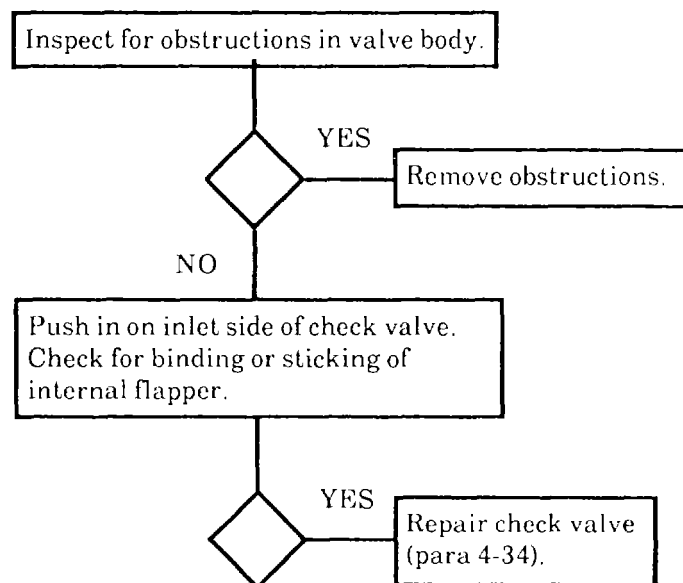 Inspect for obstructions in valve body.
YES
Remove obstructions.
NO
Push in on inlet side of check valve.
Check for binding or sticking of
internal flapper.
YES
Repair check valve
(para 4-34).